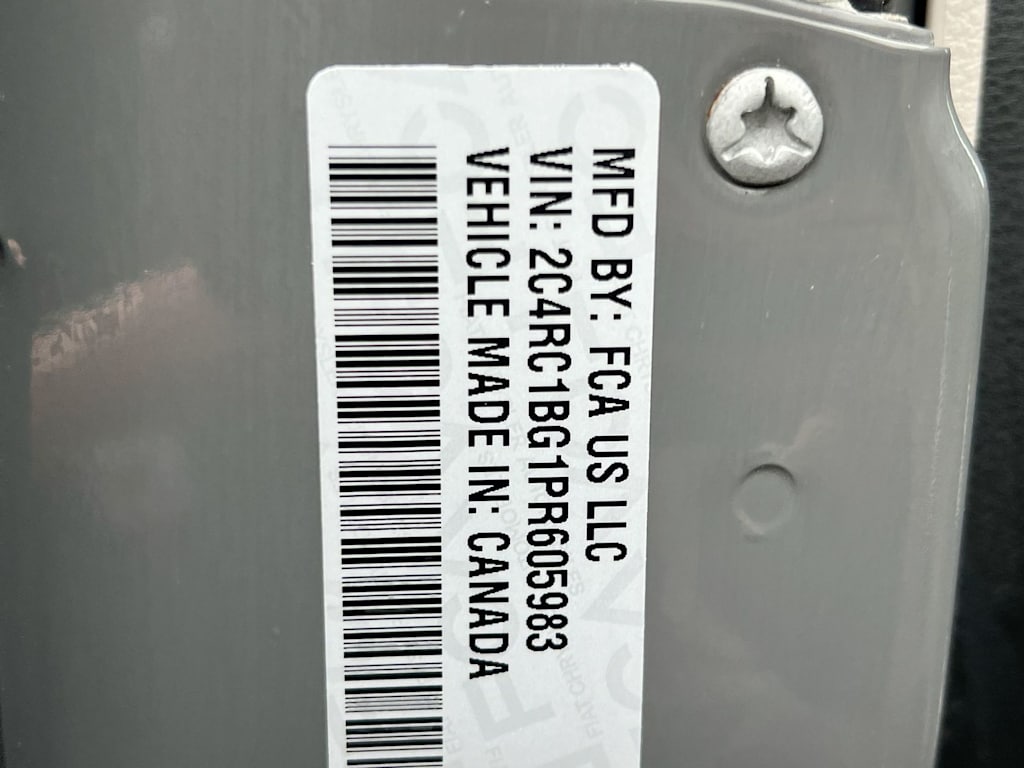 MFD BY: FCA US LLC
VIN: 2C4RC1BG1PR605983
VEHICLE MADE IN: CANADA